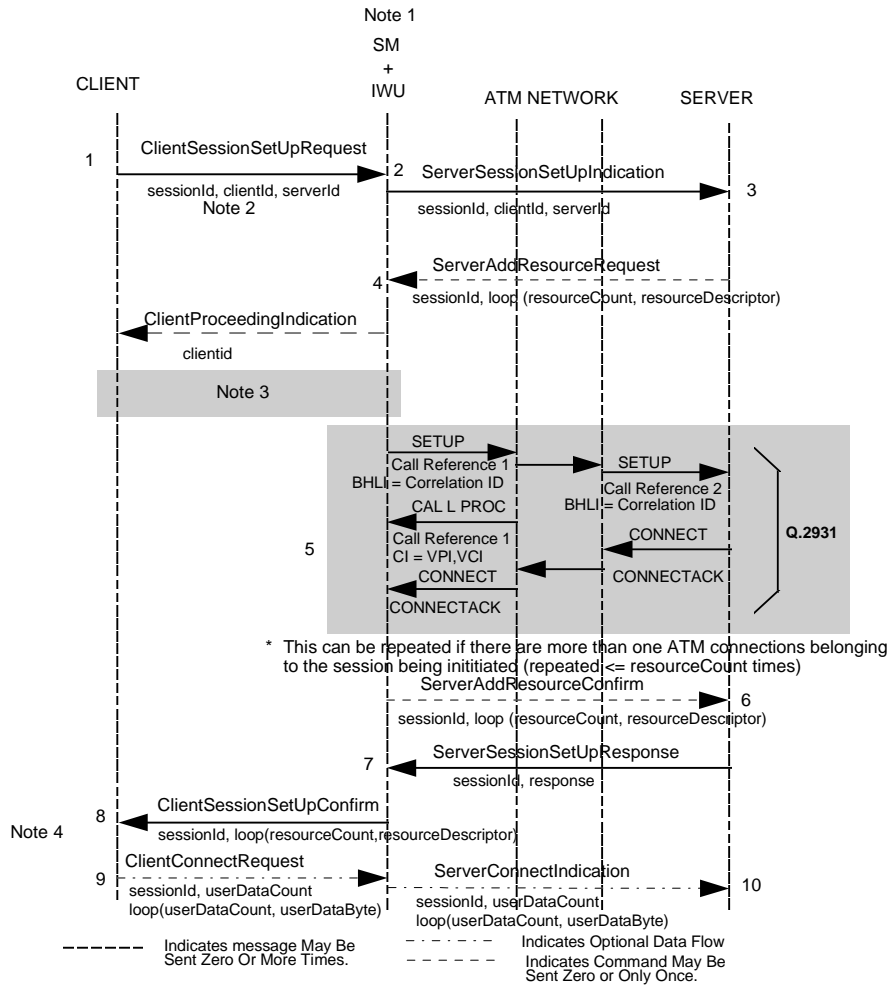 Note 1
SM
+
IWU
CLIENT
ATM NETWORK
SERVER
1
ClientSessionSetUpRequest
2
sessionId, clientId, serverId
Note 2
ServerSessionSetUpIndication
3
sessionId, clientId, serverId
ServerAddResourceRequest
4
sessionId, loop (resourceCount, resourceDescriptor)
ClientProceedingIndication
clientid
Note 3
SETUP
Call Reference 1
BHLI = Correlation ID
SETUP
Call Reference 2
BHLI = Correlation ID
CAL L PROC
Call Reference 1
CI = VPI,VCI
5
CONNECT
Q.2931
CONNECT
CONNECTACK
CONNECTACK
* This can be repeated if there are more than one ATM connections belonging
to the session being inititiated (repeated <= resourceCount times)
ServerAddResourceConfirm
6
sessionId, loop (resourceCount, resourceDescriptor)
7
ServerSessionSetUpResponse
sessionId, response
8
ClientSessionSetUpConfirm
Note 4
sessionId, loop(resourceCount,resourceDescriptor)
9
ClientConnectRequest
sessionId, userDataCount
loop(userDataCount, userDataByte)
ServerConnectIndication
10
sessionId, userDataCount
loop(userDataCount, userDataByte)
Indicates message May Be
Sent Zero Or More Times.
Indicates Optional Data Flow
Indicates Command May Be
Sent Zero or Only Once.